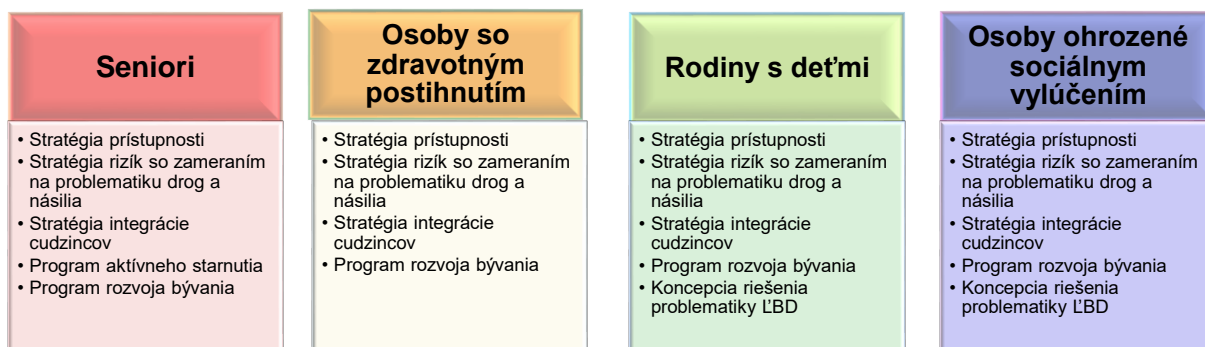 Seniori
• Stratégia prístupnosti
• Stratégia rizík so zameraním
na problematiku drog a
násilia
• Stratégia integrácie
cudzincov
• Program aktívneho starnutia
• Program rozvoja bývania
Osoby so
zdravotným
postihnutím
• Stratégia prístupnosti
• Stratégia rizík so zameraním
na problematiku drog a
násilia
• Stratégia integrácie
cudzincov
• Program rozvoja bývania
Rodiny s deťmi
• Stratégia prístupnosti
• Stratégia rizík so zameraním
na problematiku drog a
násilia
• Stratégia integrácie
cudzincov
• Program rozvoja bývania
• Koncepcia riešenia
problematiky ĽBD
Osoby ohrozené
sociálnym
vylúčením
• Stratégia prístupnosti
• Stratégia rizík so zameraním
na problematiku drog a
násilia
• Stratégia integrácie
cudzincov
• Program rozvoja bývania
• Koncepcia riešenia
problematiky ĽBD